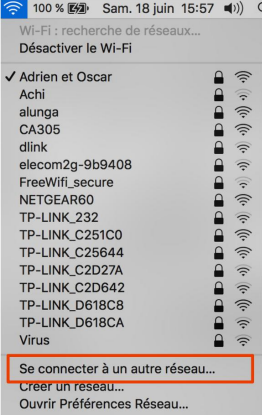 100 % Sam. 18 juin 15:57
Wi-Fi : recherche de réseaux...
Désactiver le Wi-Fi
✓ Adrien et Oscar
Achi
alunga
CA305
dlink
elecom2g-9b9408
FreeWifi_secure
NETGEAR60
TP-LINK_232
TP-LINK_C251C0
TP-LINK_C25644
TP-LINK_C2D27A
TP-LINK_C2D642
TP-LINK_D618C8
TP-LINK_D618CA
Virus
Se connecter à un autre réseau...
Créer un réseau...
Ouvrir Préférences Réseau...